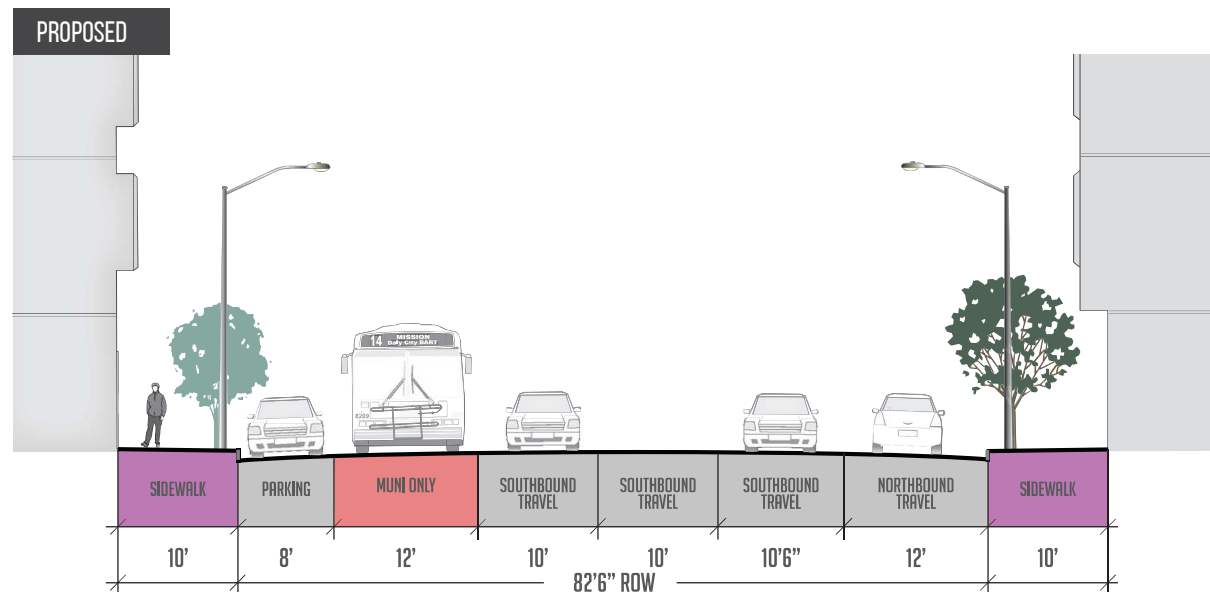 PROPOSED
14 MISSION
Daly City BART
8209
SIDEWALK
PARKING
MUNI ONLY
SOUTHBOUND
TRAVEL
SOUTHBOUND
TRAVEL
SOUTHBOUND
TRAVEL
NORTHBOUND
TRAVEL
SIDEWALK
10’
8’
12’
10’
10’
10’6”
12’
10’
82’6” ROW